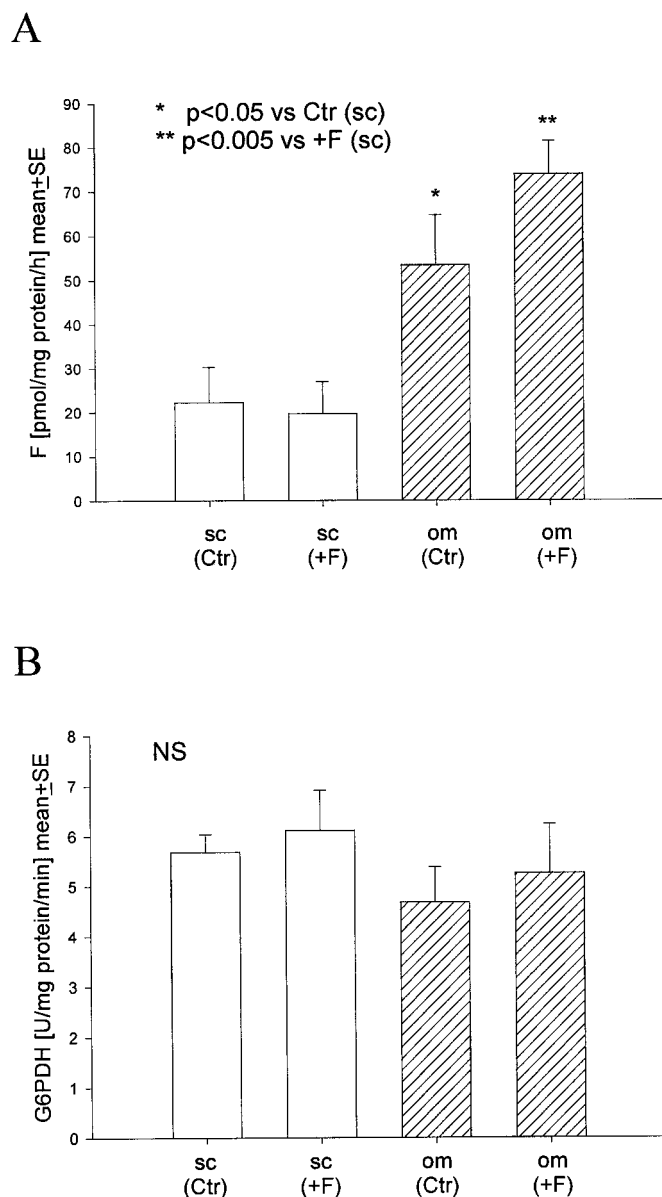 A
* p<0.05 vs Ctr (sc)
** p<0.005 vs +F (sc)
F [pmol/mg protein/h] mean±SE
90
80
70
60
50
40
30
20
10
0
*
**
sc sc om om
(Ctr) (+F) (Ctr) (+F)
B
NS
G6PDH [U/mg protein/min] mean±SE
8
7
6
5
4
3
2
1
0
sc sc om om
(Ctr) (+F) (Ctr) (+F)